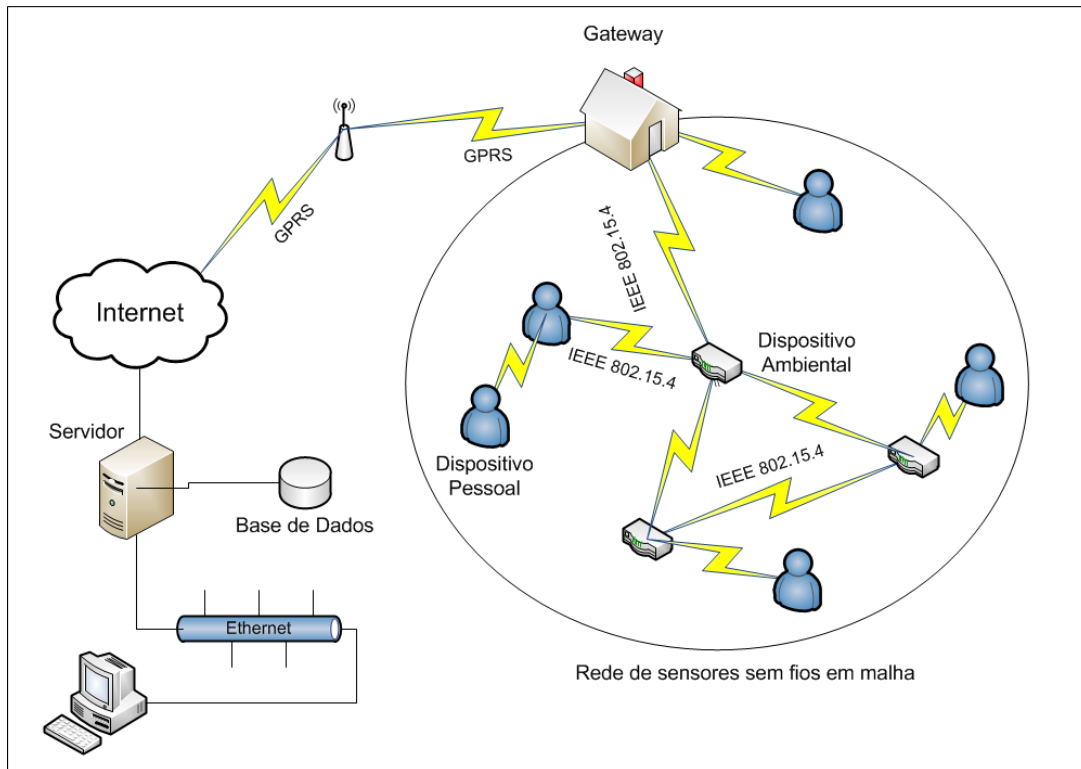 Gateway
GPRS
GPRS
IEEE 802.15.4
Internet
IEEE 802.15.4
Dispositivo
Ambiental
Servidor
Dispositivo
Pessoal
IEEE 802.15.4
Base de Dados
Ethernet
Rede de sensores sem fios em malha